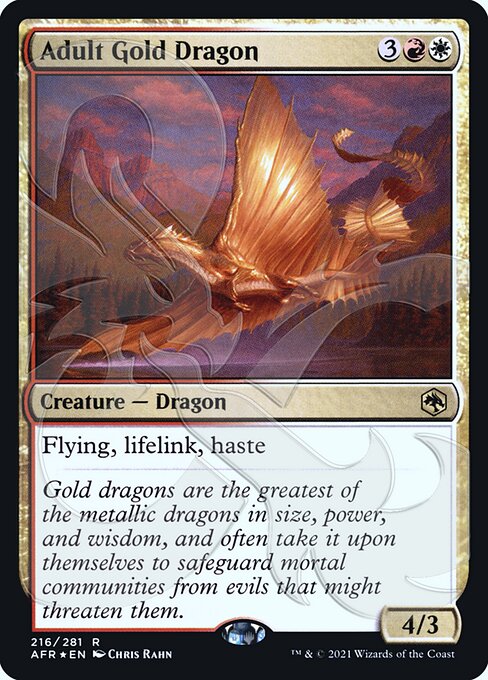 Adult Gold Dragon 3
Creature — Dragon
Flying, lifelink, haste
Gold dragons are the greatest of
the metallic dragons in size, power,
and wisdom, and often take it upon
themselves to safeguard mortal
communities from evils that might
threaten them.
4/3
216/281 R
AFR ★ EN Chris Rahn
™ & © 2021 Wizards of the Coast